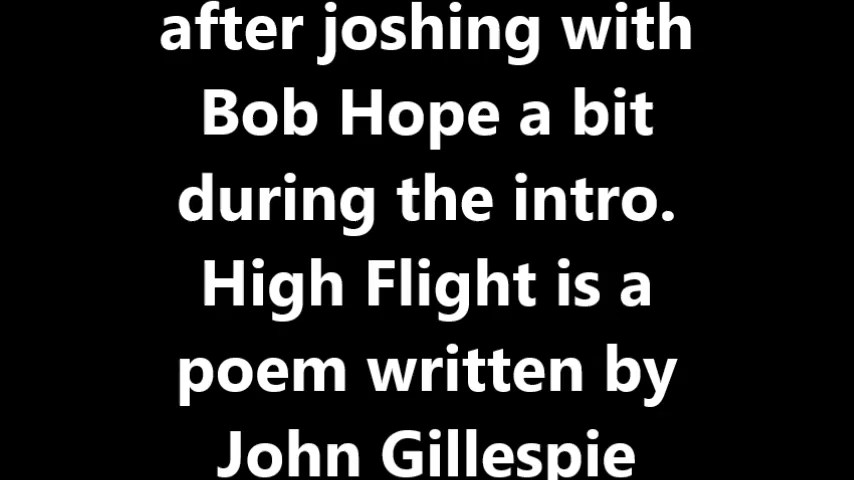 after joshing with
Bob Hope a bit
during the intro.
High Flight is a
poem written by
John Gillespie